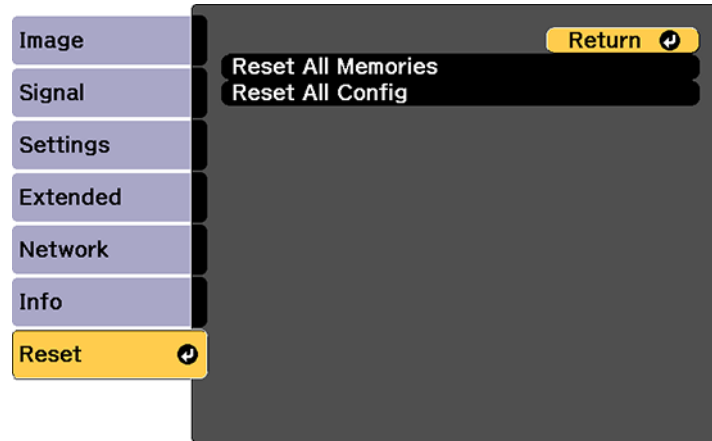 Image
Signal
Settings
Extended
Network
Info
Reset
Return
Reset All Memories
Reset All Config